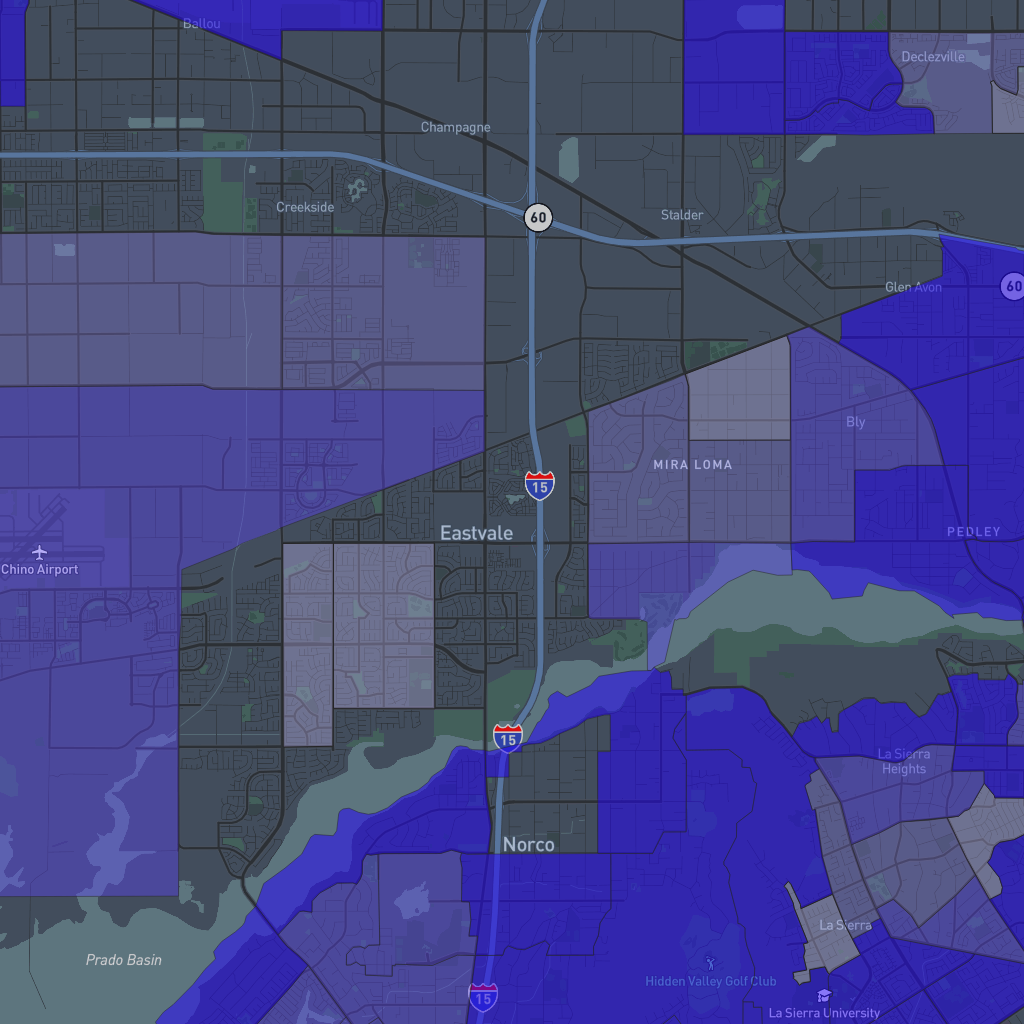 Ballou
Declezville
Champagne
Creekside
60
Stalder
Glen Avon
60
Bly
MIRA LOMA
15
Eastvale
PEDLEY
Chino Airport
15
La Sierra
Heights
Norco
La Sierra
Prado Basin
Hidden Valley Golf Club
15
La Sierra University